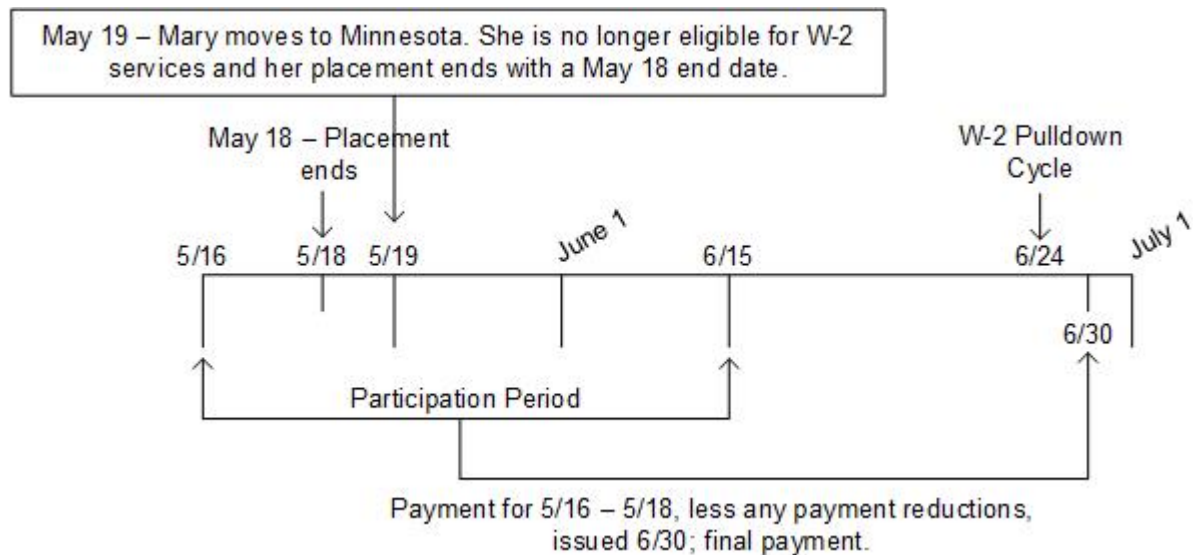 May 19 – Mary moves to Minnesota. She is no longer eligible for W-2
services and her placement ends with a May 18 end date.
May 18 – Placement
ends
W-2 Pulldown
Cycle
5/16
5/18
5/19
June 1
6/15
6/24
July 1
6/30
Participation Period
Payment for 5/16 – 5/18, less any payment reductions,
issued 6/30; final payment.